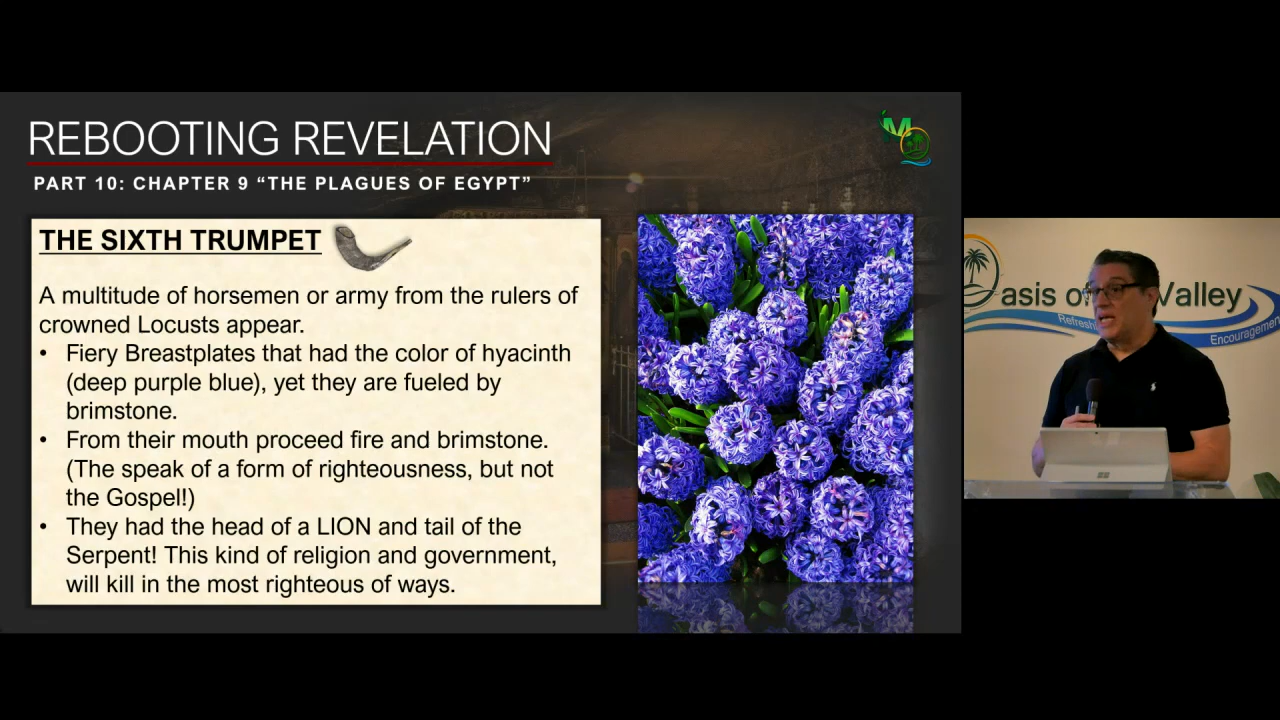 REBOOTING REVELATION
PART 10: CHAPTER 9 “THE PLAGUES OF EGYPT”
MO
THE SIXTH TRUMPET
A multitude of horsemen or army from the rulers of
crowned Locusts appear.
• Fiery Breastplates that had the color of hyacinth
(deep purple blue), yet they are fueled by
brimstone.
• From their mouth proceed fire and brimstone.
(The speak of a form of righteousness, but not
the Gospel!)
• They had the head of a LION and tail of the
Serpent! This kind of religion and government,
will kill in the most righteous of ways.
Oasis of Valley
Refresh
Encouragement